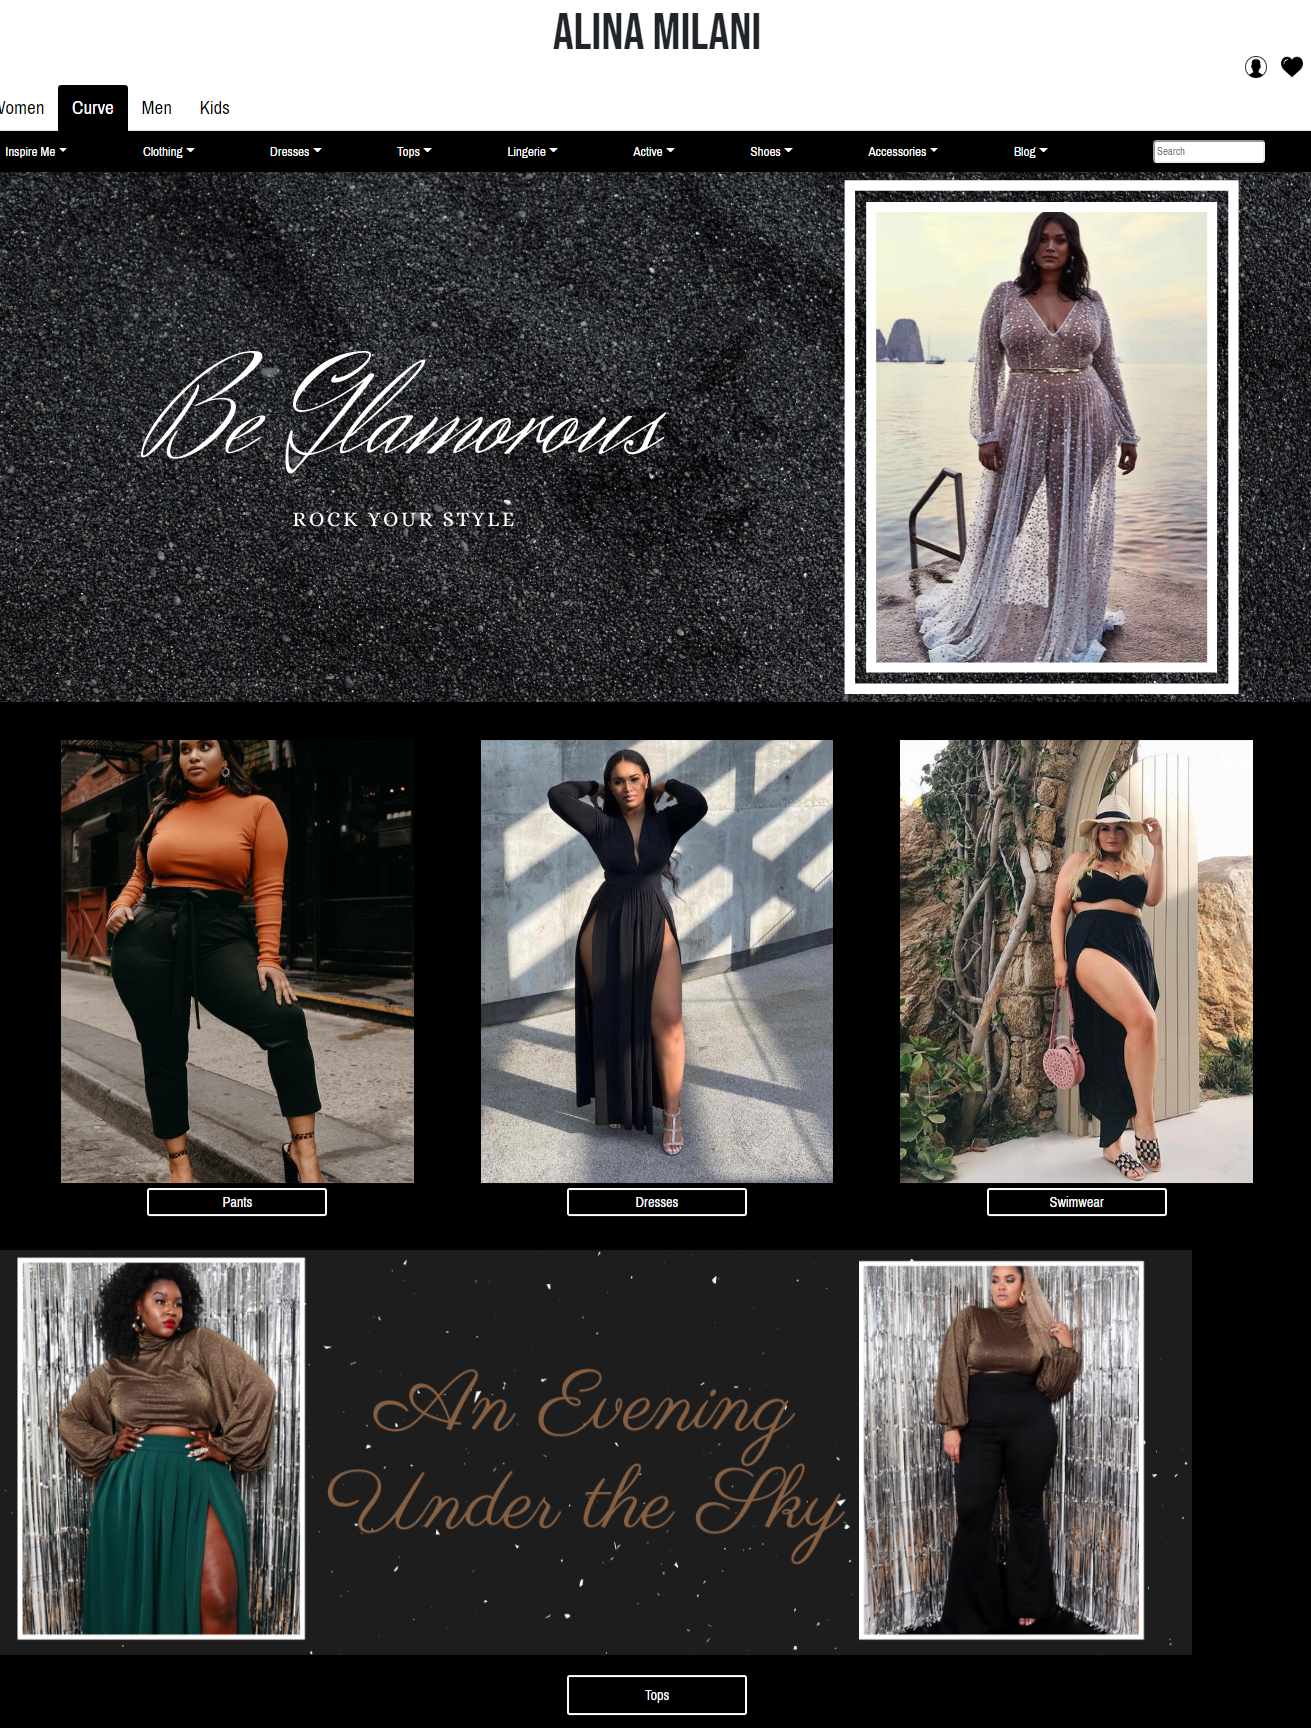 ALINA MILANI
Women Curve Men Kids
Inspire Me Clothing Dresses Tops Lingerie Active Shoes Accessories Blog Search
Be Glamorous
ROCK YOUR STYLE
Pants Dresses Swimwear
An Evening
Under the Sky
Tops